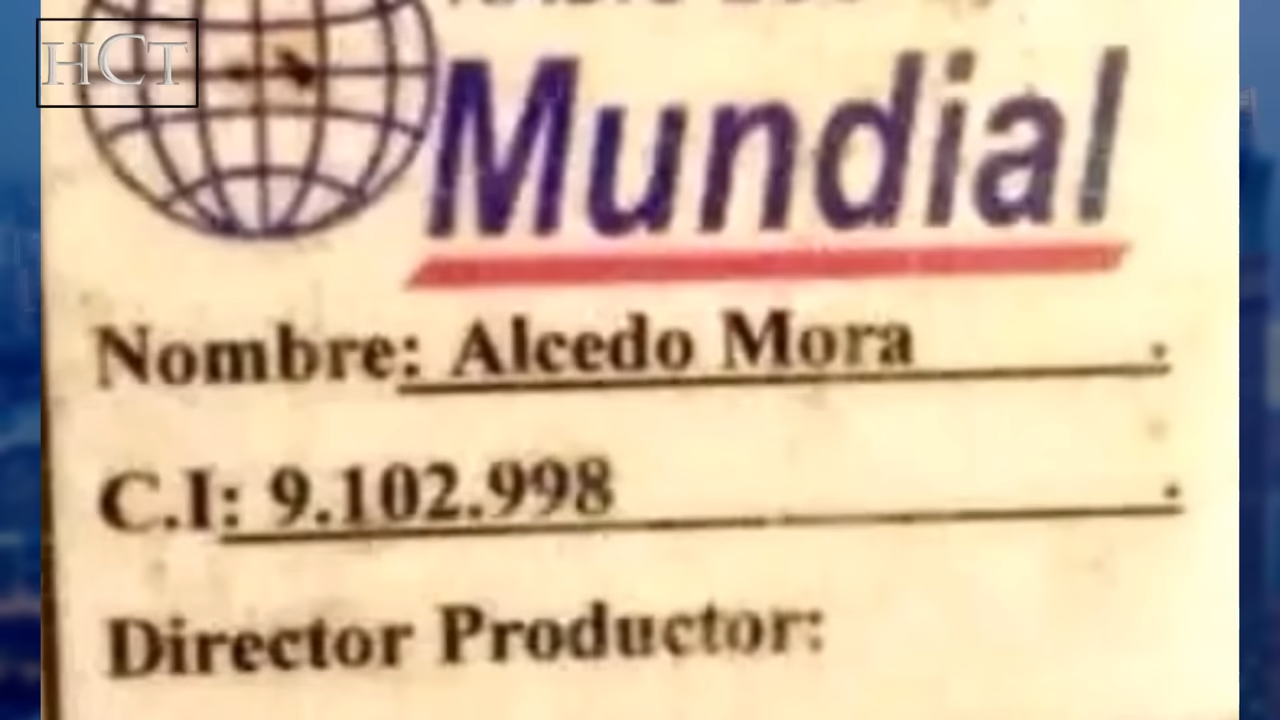 HCT
Mundial
Nombre: Alcedo Mora .
C.I: 9.102.998 .
Director Productor: